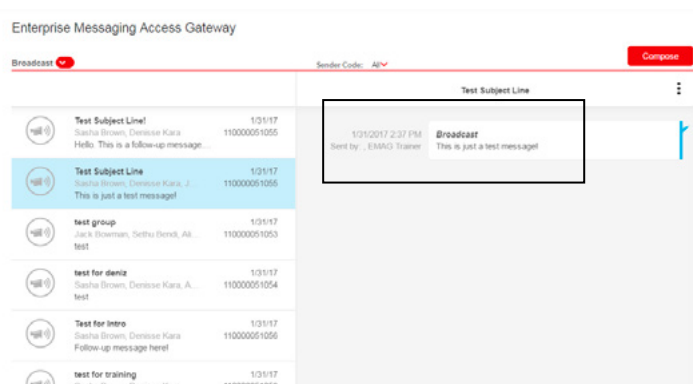 Enterprise Messaging Access Gateway
Broadcast
Sender Code: All
Compose
Test Subject Line
Test Subject Line! 1/31/17
Sasha Brown, Denisse Kara 110000051055
Hello. This is a follow-up message...
1/31/2017 2:37 PM Broadcast
Sent by: , EMAG Trainer This is just a test message!
Test Subject Line 1/31/17
Sasha Brown, Denisse Kara, J... 110000051055
This is just a test message!
test group 1/31/17
Jack Bowman, Sethu Bendi, Ali... 110000051053
test
test for deniz 1/31/17
Sasha Brown, Denisse Kara, A... 110000051054
test
Test for Intro 1/31/17
Sasha Brown, Denisse Kara 110000051056
Follow-up message here!
test for training 1/31/17